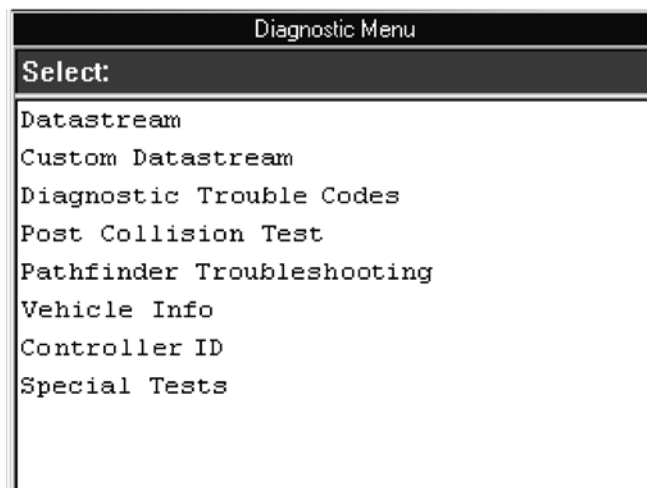 Diagnostic Menu
Select:
Datastream
Custom Datastream
Diagnostic Trouble Codes
Post Collision Test
Pathfinder Troubleshooting
Vehicle Info
Controller ID
Special Tests